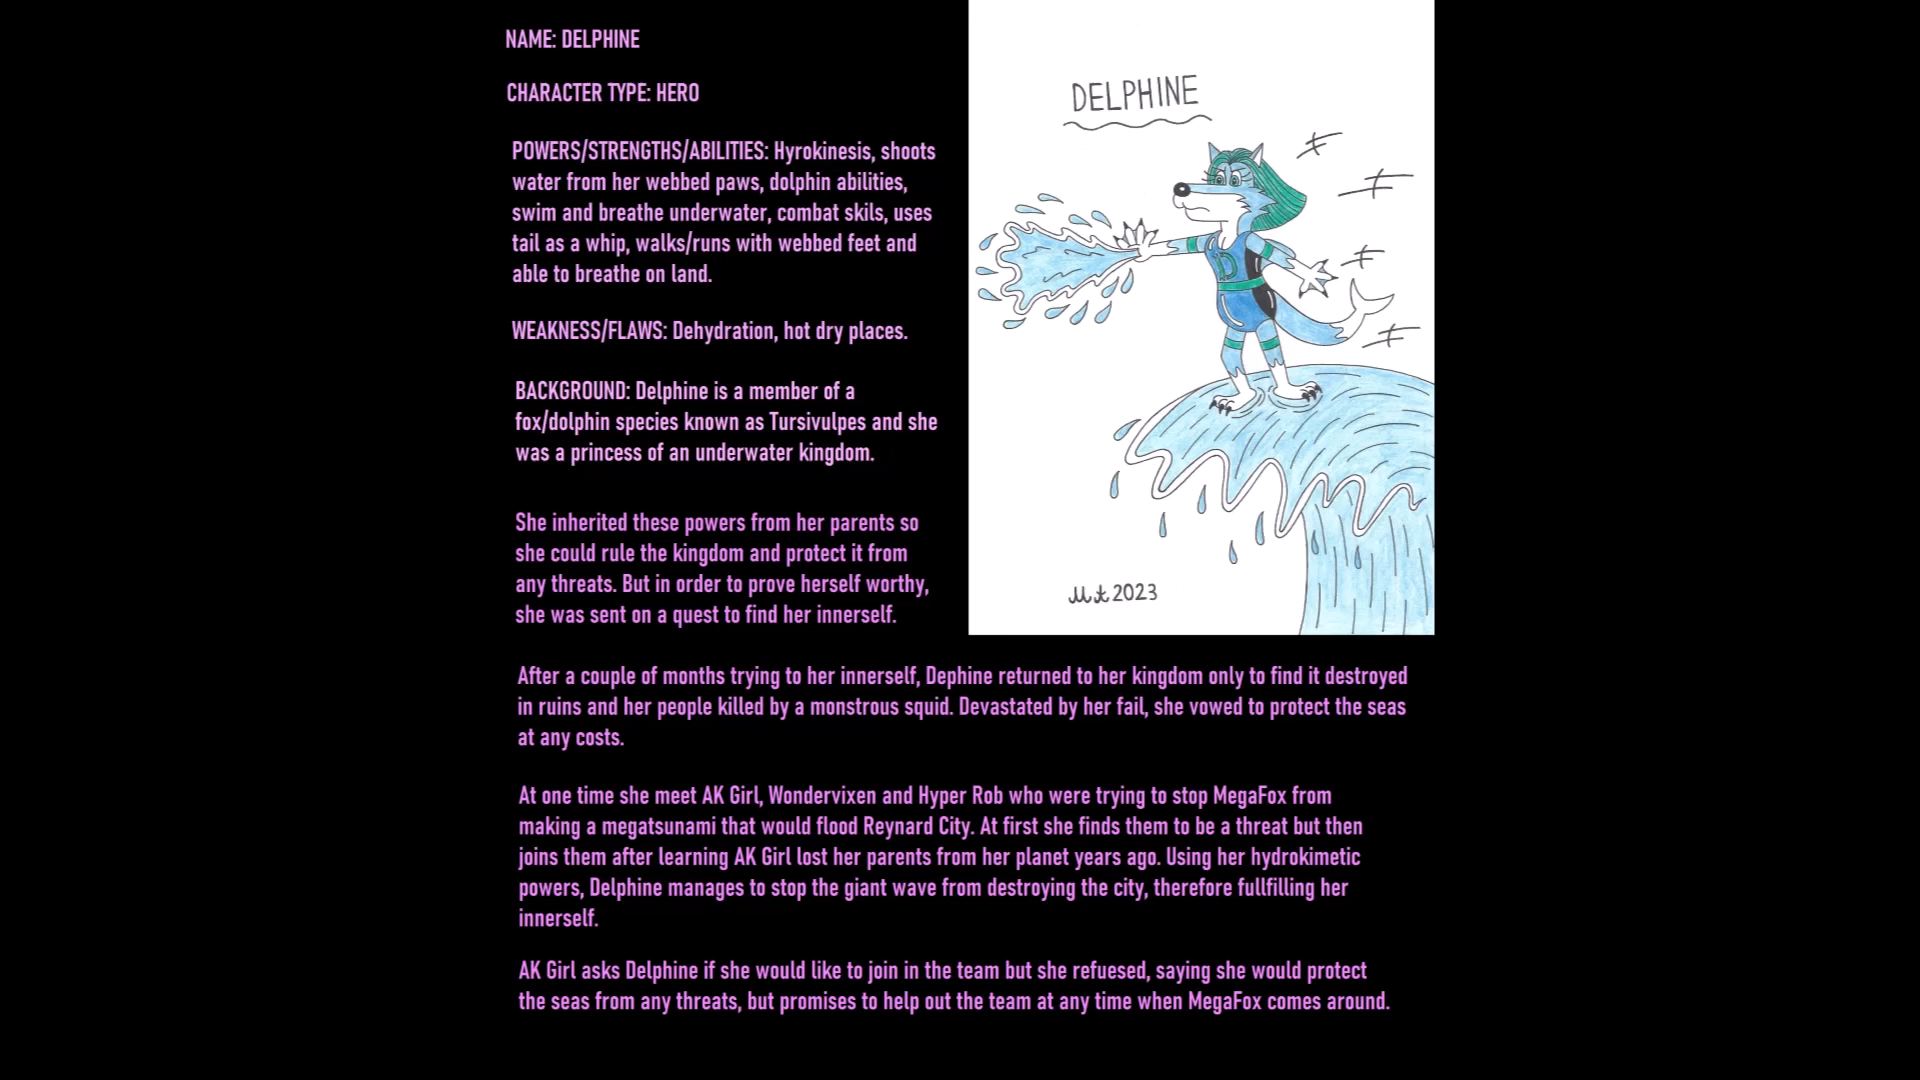 NAME: DELPHINE
CHARACTER TYPE: HERO
POWERS/STRENGTHS/ABILITIES: Hyrokinesis, shoots
water from her webbed paws, dolphin abilities,
swim and breathe underwater, combat skils, uses
tail as a whip, walks/runs with webbed feet and
able to breathe on land.
WEAKNESS/FLAWS: Dehydration, hot dry places.
BACKGROUND: Delphine is a member of a
fox/dolphin species known as Tursivulpes and she
was a princess of an underwater kingdom.
She inherited these powers from her parents so
she could rule the kingdom and protect it from
any threats. But in order to prove herself worthy,
she was sent on a quest to find her innerself.
DELPHINE
D
Mt 2023
After a couple of months trying to her innerself, Dephine returned to her kingdom only to find it destroyed
in ruins and her people killed by a monstrous squid. Devastated by her fail, she vowed to protect the seas
at any costs.
At one time she meet AK Girl, Wondervixen and Hyper Rob who were trying to stop MegaFox from
making a megatsunami that would flood Reynard City. At first she finds them to be a threat but then
joins them after learning AK Girl lost her parents from her planet years ago. Using her hydrokimetic
powers, Delphine manages to stop the giant wave from destroying the city, therefore fullfilling her
innerself.
AK Girl asks Delphine if she would like to join in the team but she refuesed, saying she would protect
the seas from any threats, but promises to help out the team at any time when MegaFox comes around.